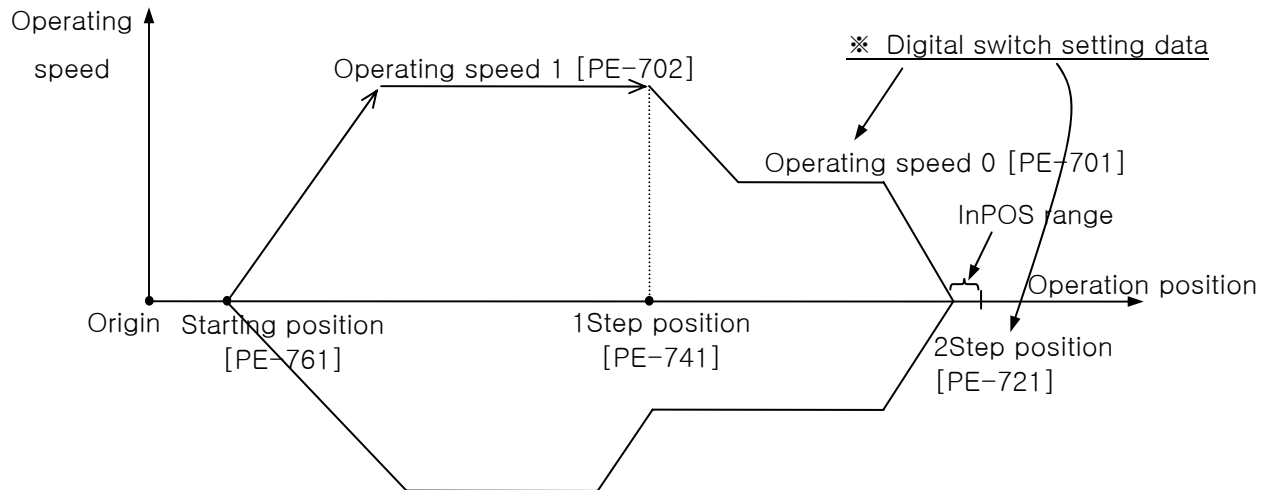 Operating
speed
※ Digital switch setting data
Operating speed 1 [PE-702]
Operating speed 0 [PE-701]
InPOS range
Operation position
Origin
Starting position
[PE-761]
1Step position
[PE-741]
2Step position
[PE-721]